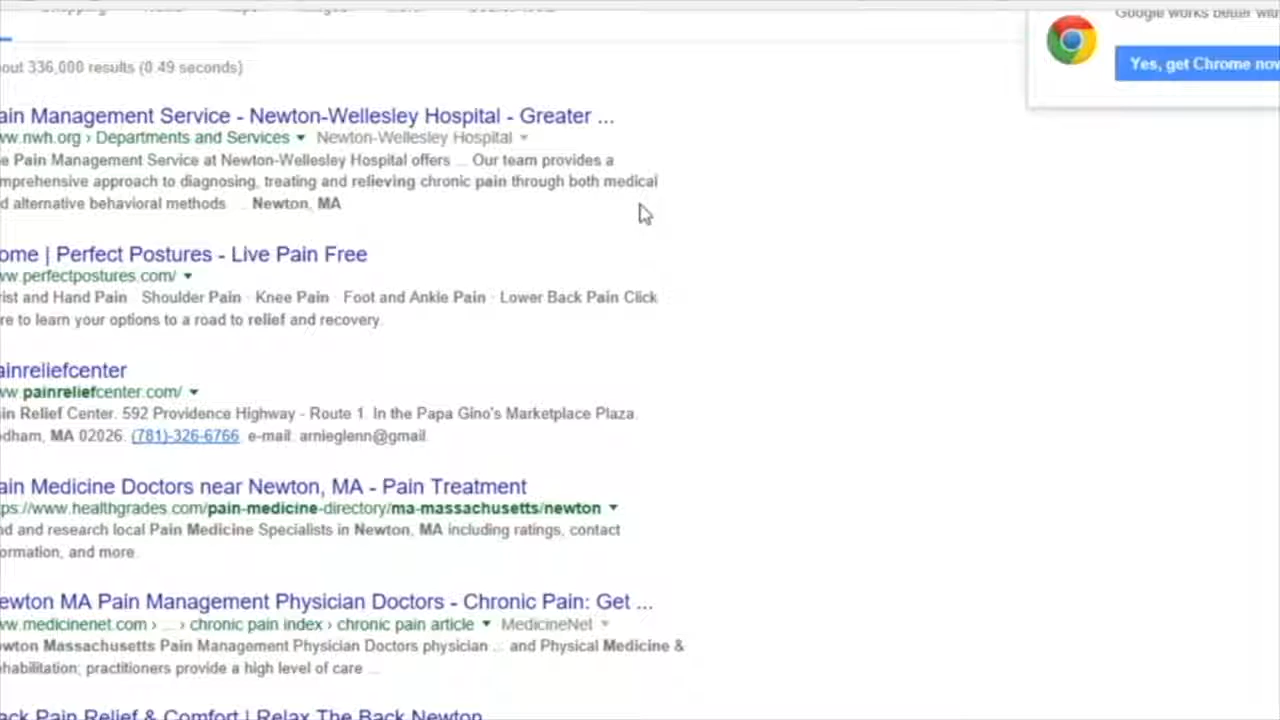 Google works better with
Yes, get Chrome now
out 336,000 results (0.49 seconds)
ain Management Service - Newton-Wellesley Hospital - Greater ...
ww.nwh.org › Departments and Services Newton-Wellesley Hospital
e Pain Management Service at Newton-Wellesley Hospital offers ... Our team provides a
mprehensive approach to diagnosing, treating and relieving chronic pain through both medical
d alternative behavioral methods ... Newton, MA
ome | Perfect Postures - Live Pain Free
ww.perfectpostures.com/
rist and Hand Pain · Shoulder Pain · Knee Pain · Foot and Ankle Pain · Lower Back Pain Click
re to learn your options to a road to relief and recovery.
ainreliefcenter
ww.painreliefcenter.com/
in Relief Center. 592 Providence Highway - Route 1. In the Papa Gino's Marketplace Plaza.
dham, MA 02026. (781)-326-6766. e-mail. arnieglenn@gmail.
ain Medicine Doctors near Newton, MA - Pain Treatment
ps://www.healthgrades.com/pain-medicine-directory/ma-massachusetts/newton
nd and research local Pain Medicine Specialists in Newton, MA including ratings, contact
ormation, and more.
ewton MA Pain Management Physician Doctors - Chronic Pain: Get ...
ww.medicinenet.com › ... › chronic pain index › chronic pain article MedicineNet
ewton Massachusetts Pain Management Physician Doctors physician ... and Physical Medicine &
ehabilitation; practitioners provide a high level of care ...
ack Pain Relief & Comfort | Relax The Back Newton